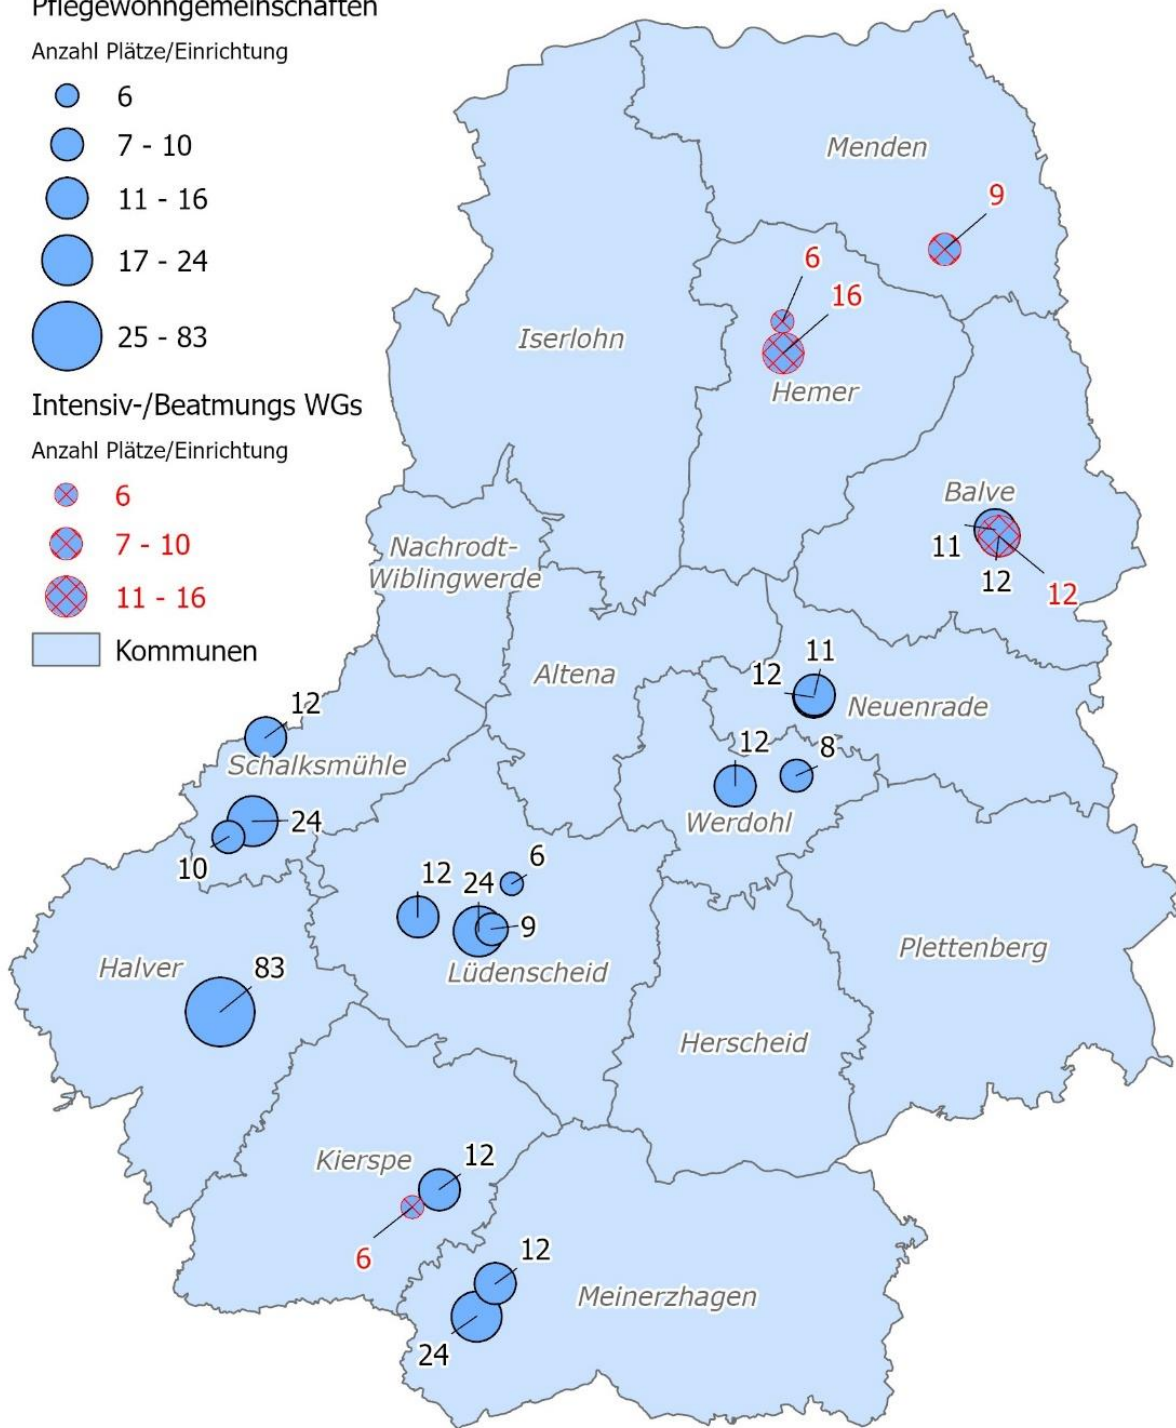 Pflegewohngemeinschaften
Anzahl Plätze/Einrichtung
6
7 - 10
11 - 16
17 - 24
25 - 83
Intensiv-/Beatmungs WGs
Anzahl Plätze/Einrichtung
6
7 - 10
11 - 16
Kommunen
Menden
9
6
16
Iserlohn
Hemer
Balve
11
12
12
Nachrodt-
Wiblingwerde
Altena
11
12
Neuenrade
12
Schalksmühle
24
10
12
8
Werdohl
6
12
24
9
Lüdenscheid
Halver
83
Plettenberg
Herscheid
Kierspe
12
6
12
Meinerzhagen
24